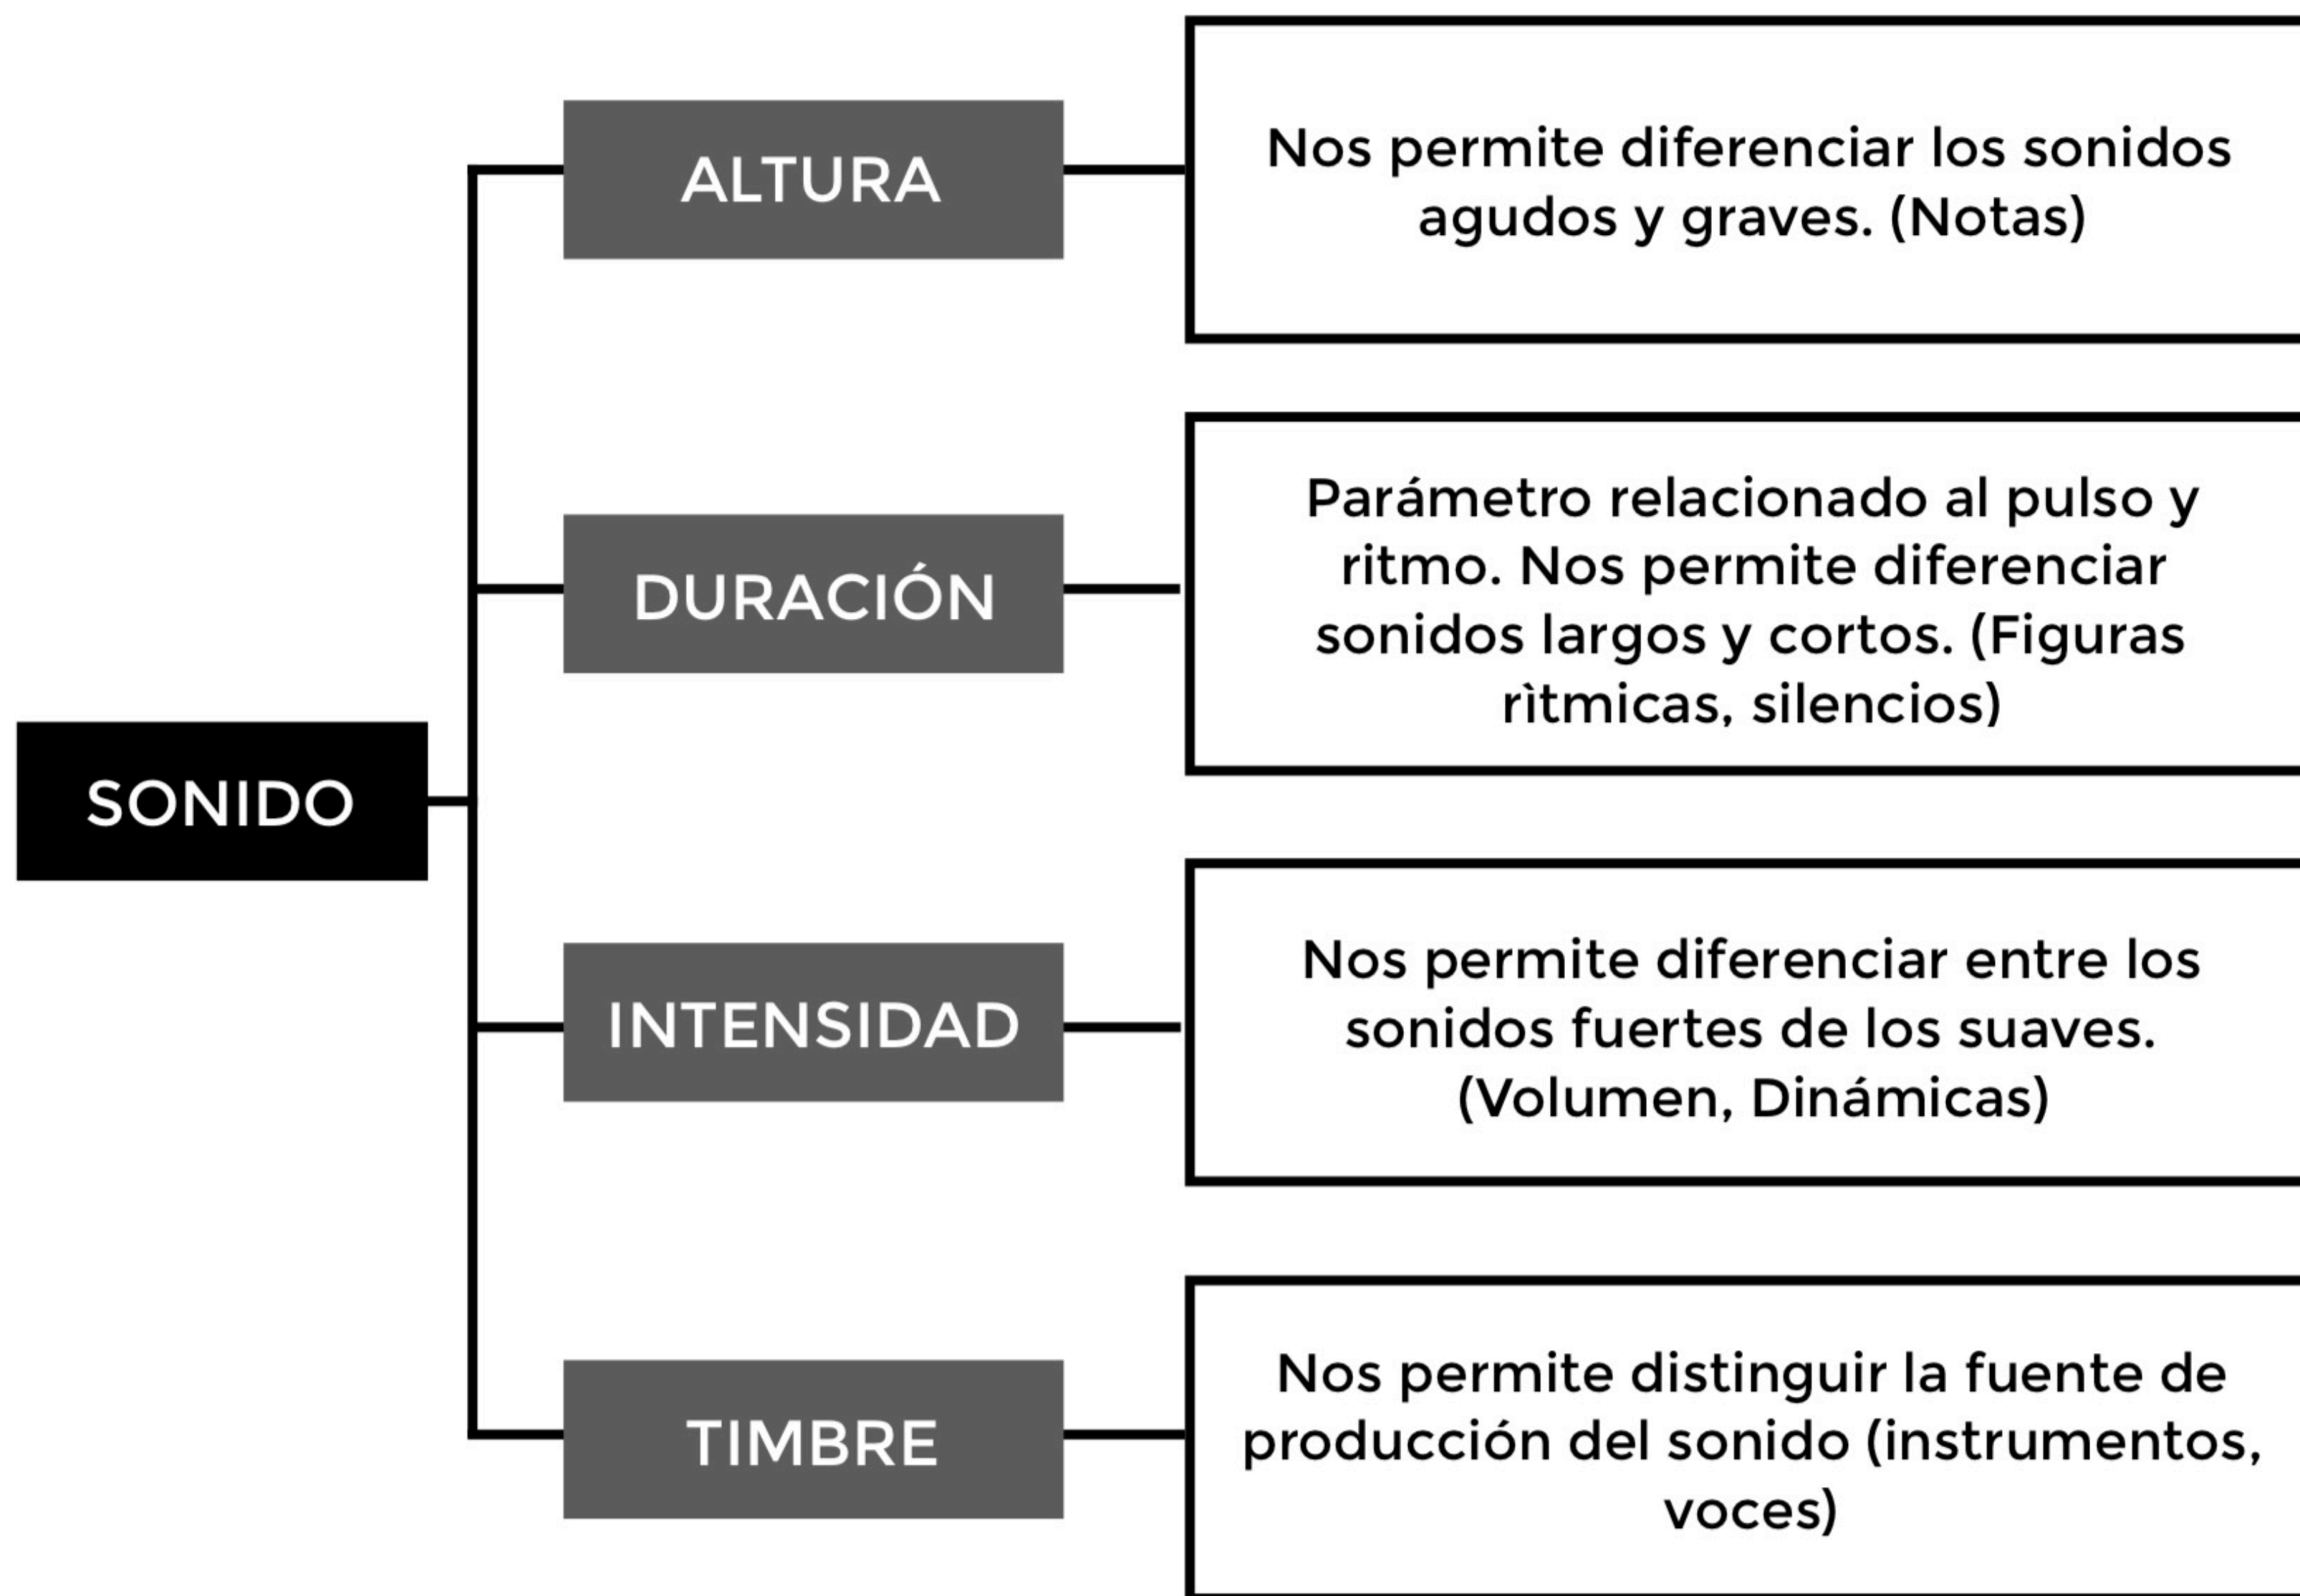 SONIDO
ALTURA
Nos permite diferenciar los sonidos
agudos y graves. (Notas)
DURACIÓN
Parámetro relacionado al pulso y
ritmo. Nos permite diferenciar
sonidos largos y cortos. (Figuras
rìtmicas, silencios)
INTENSIDAD
Nos permite diferenciar entre los
sonidos fuertes de los suaves.
(Volumen, Dinámicas)
TIMBRE
Nos permite distinguir la fuente de
producción del sonido (instrumentos,
voces)